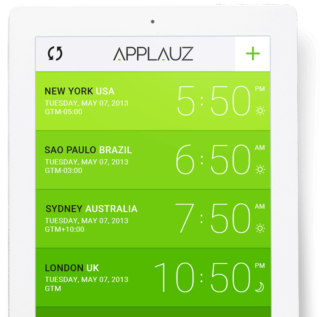 APPLAUZ
NEW YORK USA
TUESDAY, MAY 07, 2013
GTM-05:00
5:50 PM
SAO PAULO BRAZIL
TUESDAY, MAY 07, 2013
GTM-03:00
6:50 AM
SYDNEY AUSTRALIA
TUESDAY, MAY 07, 2013
GTM+10:00
7:50 AM
LONDON UK
TUESDAY, MAY 07, 2013
GTM
10:50 PM